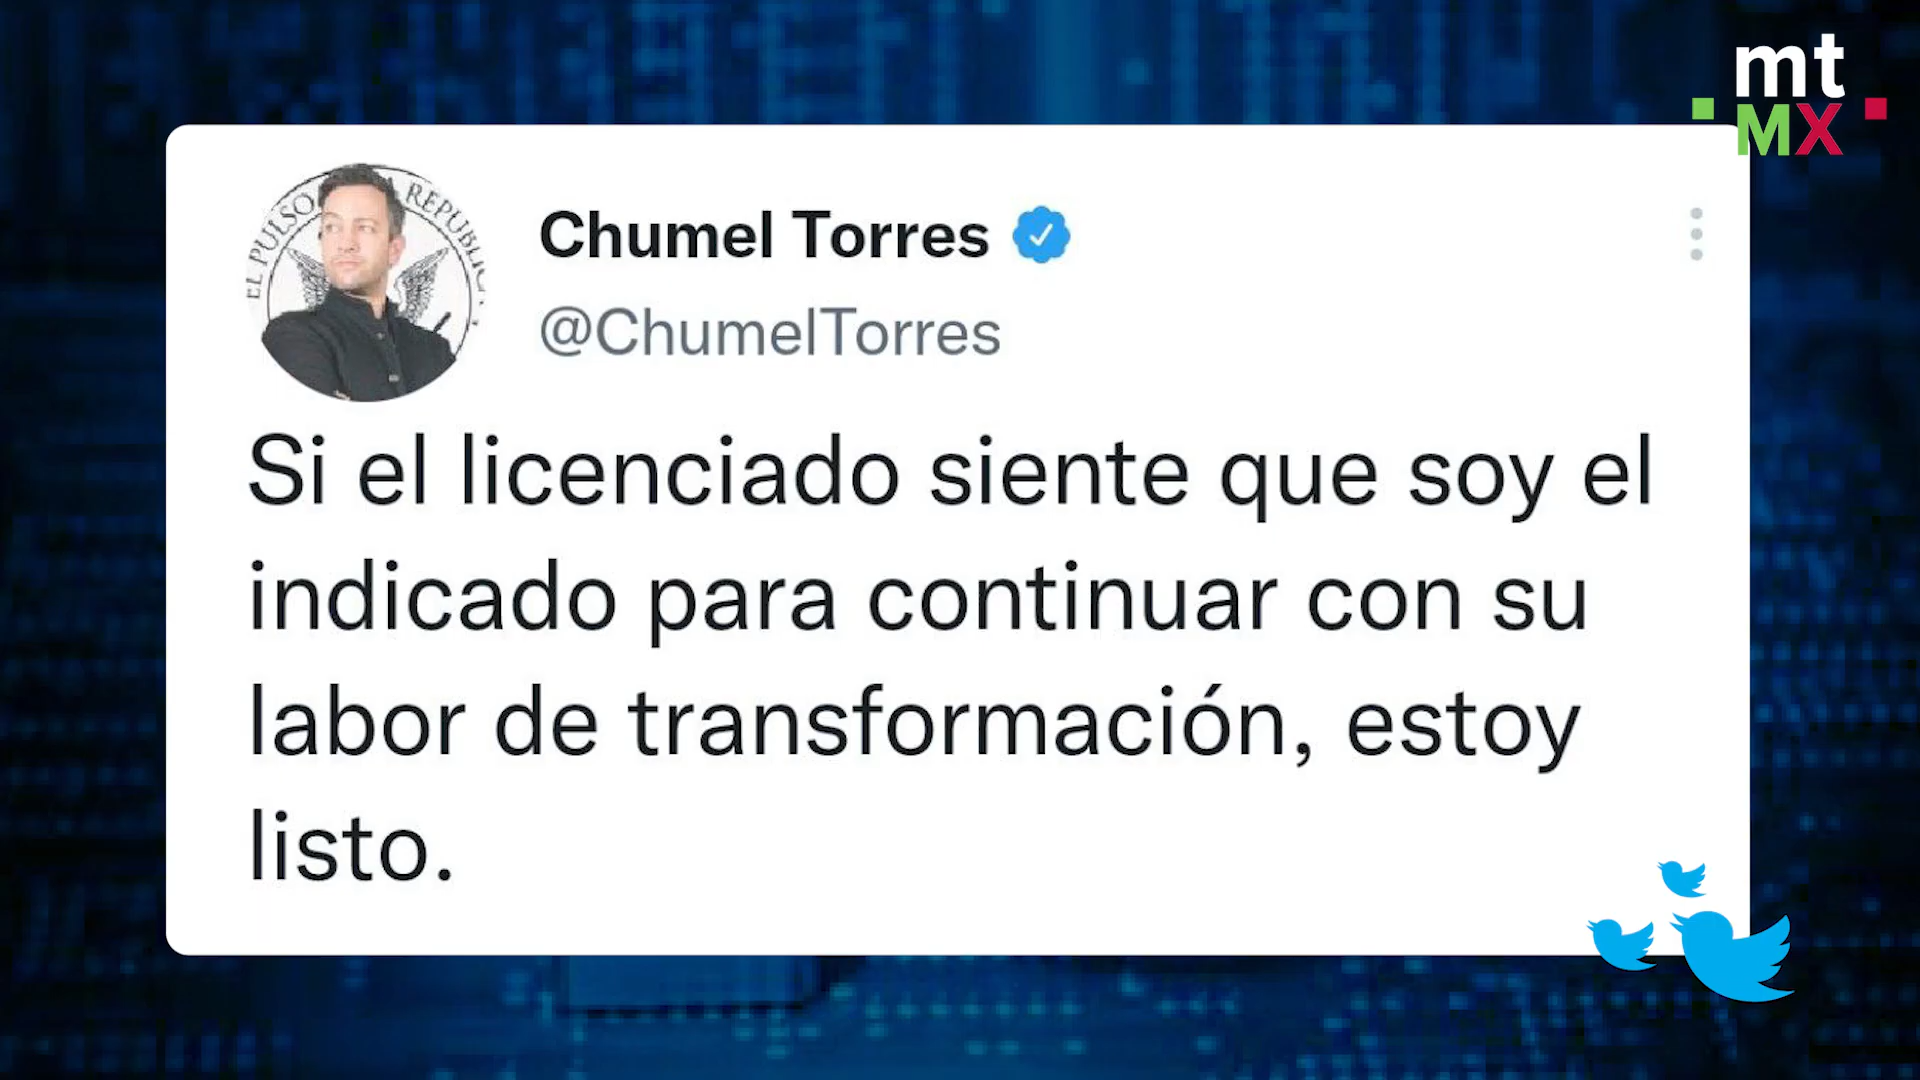 mt
MX
EL PULSO REPUBLIC
Chumel Torres
@ChumelTorres
Si el licenciado siente que soy el
indicado para continuar con su
labor de transformación, estoy
listo.